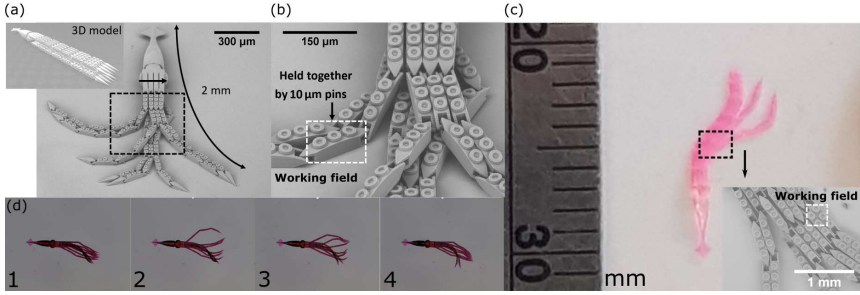 (a)
3D model
300 µm
2 mm
(b)
150 µm
Held together
by 10 µm pins
Working field
(c)
20
30
mm
Working field
1 mm
(d)
1
2
3
4